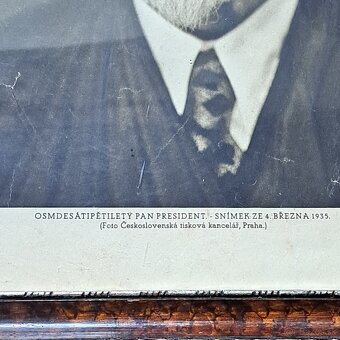 OSMDESÁTIPĚTILETÝ PAN PRESIDENT. - SNÍMEK ZE 4. BŘEZNA 1935.
(Foto Československá tisková kancelář, Praha.)